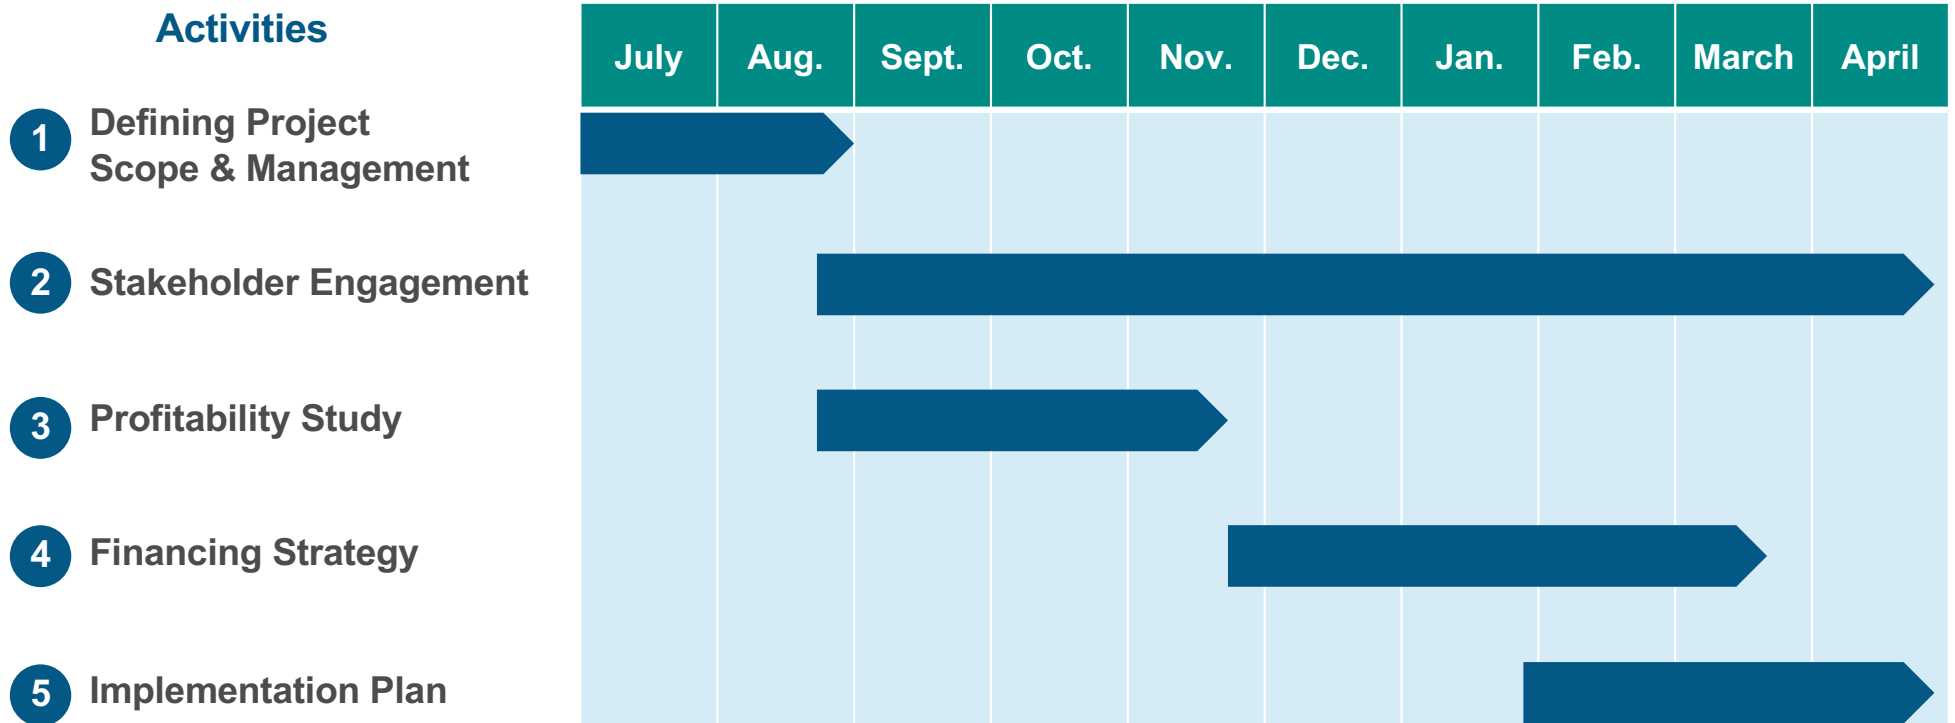 Activities
July Aug. Sept. Oct. Nov. Dec. Jan. Feb. March April
1 Defining Project
Scope & Management
2 Stakeholder Engagement
3 Profitability Study
4 Financing Strategy
5 Implementation Plan